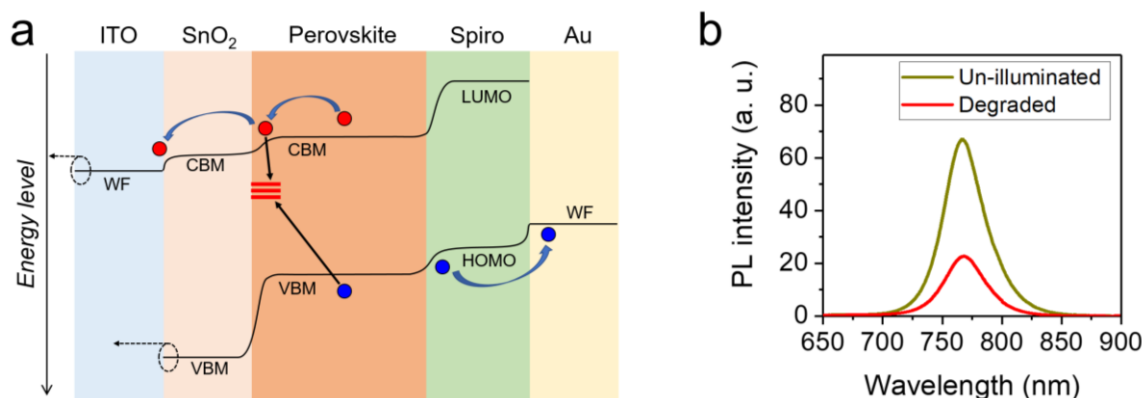 a
ITO SnO₂ Perovskite Spiro Au
Energy level
LUMO
CBM
CBM
WF
WF
HOMO
VBM
VBM
b
Un-illuminated
Degraded
PL intensity (a. u.)
80
60
40
20
0
650 700 750 800 850 900
Wavelength (nm)